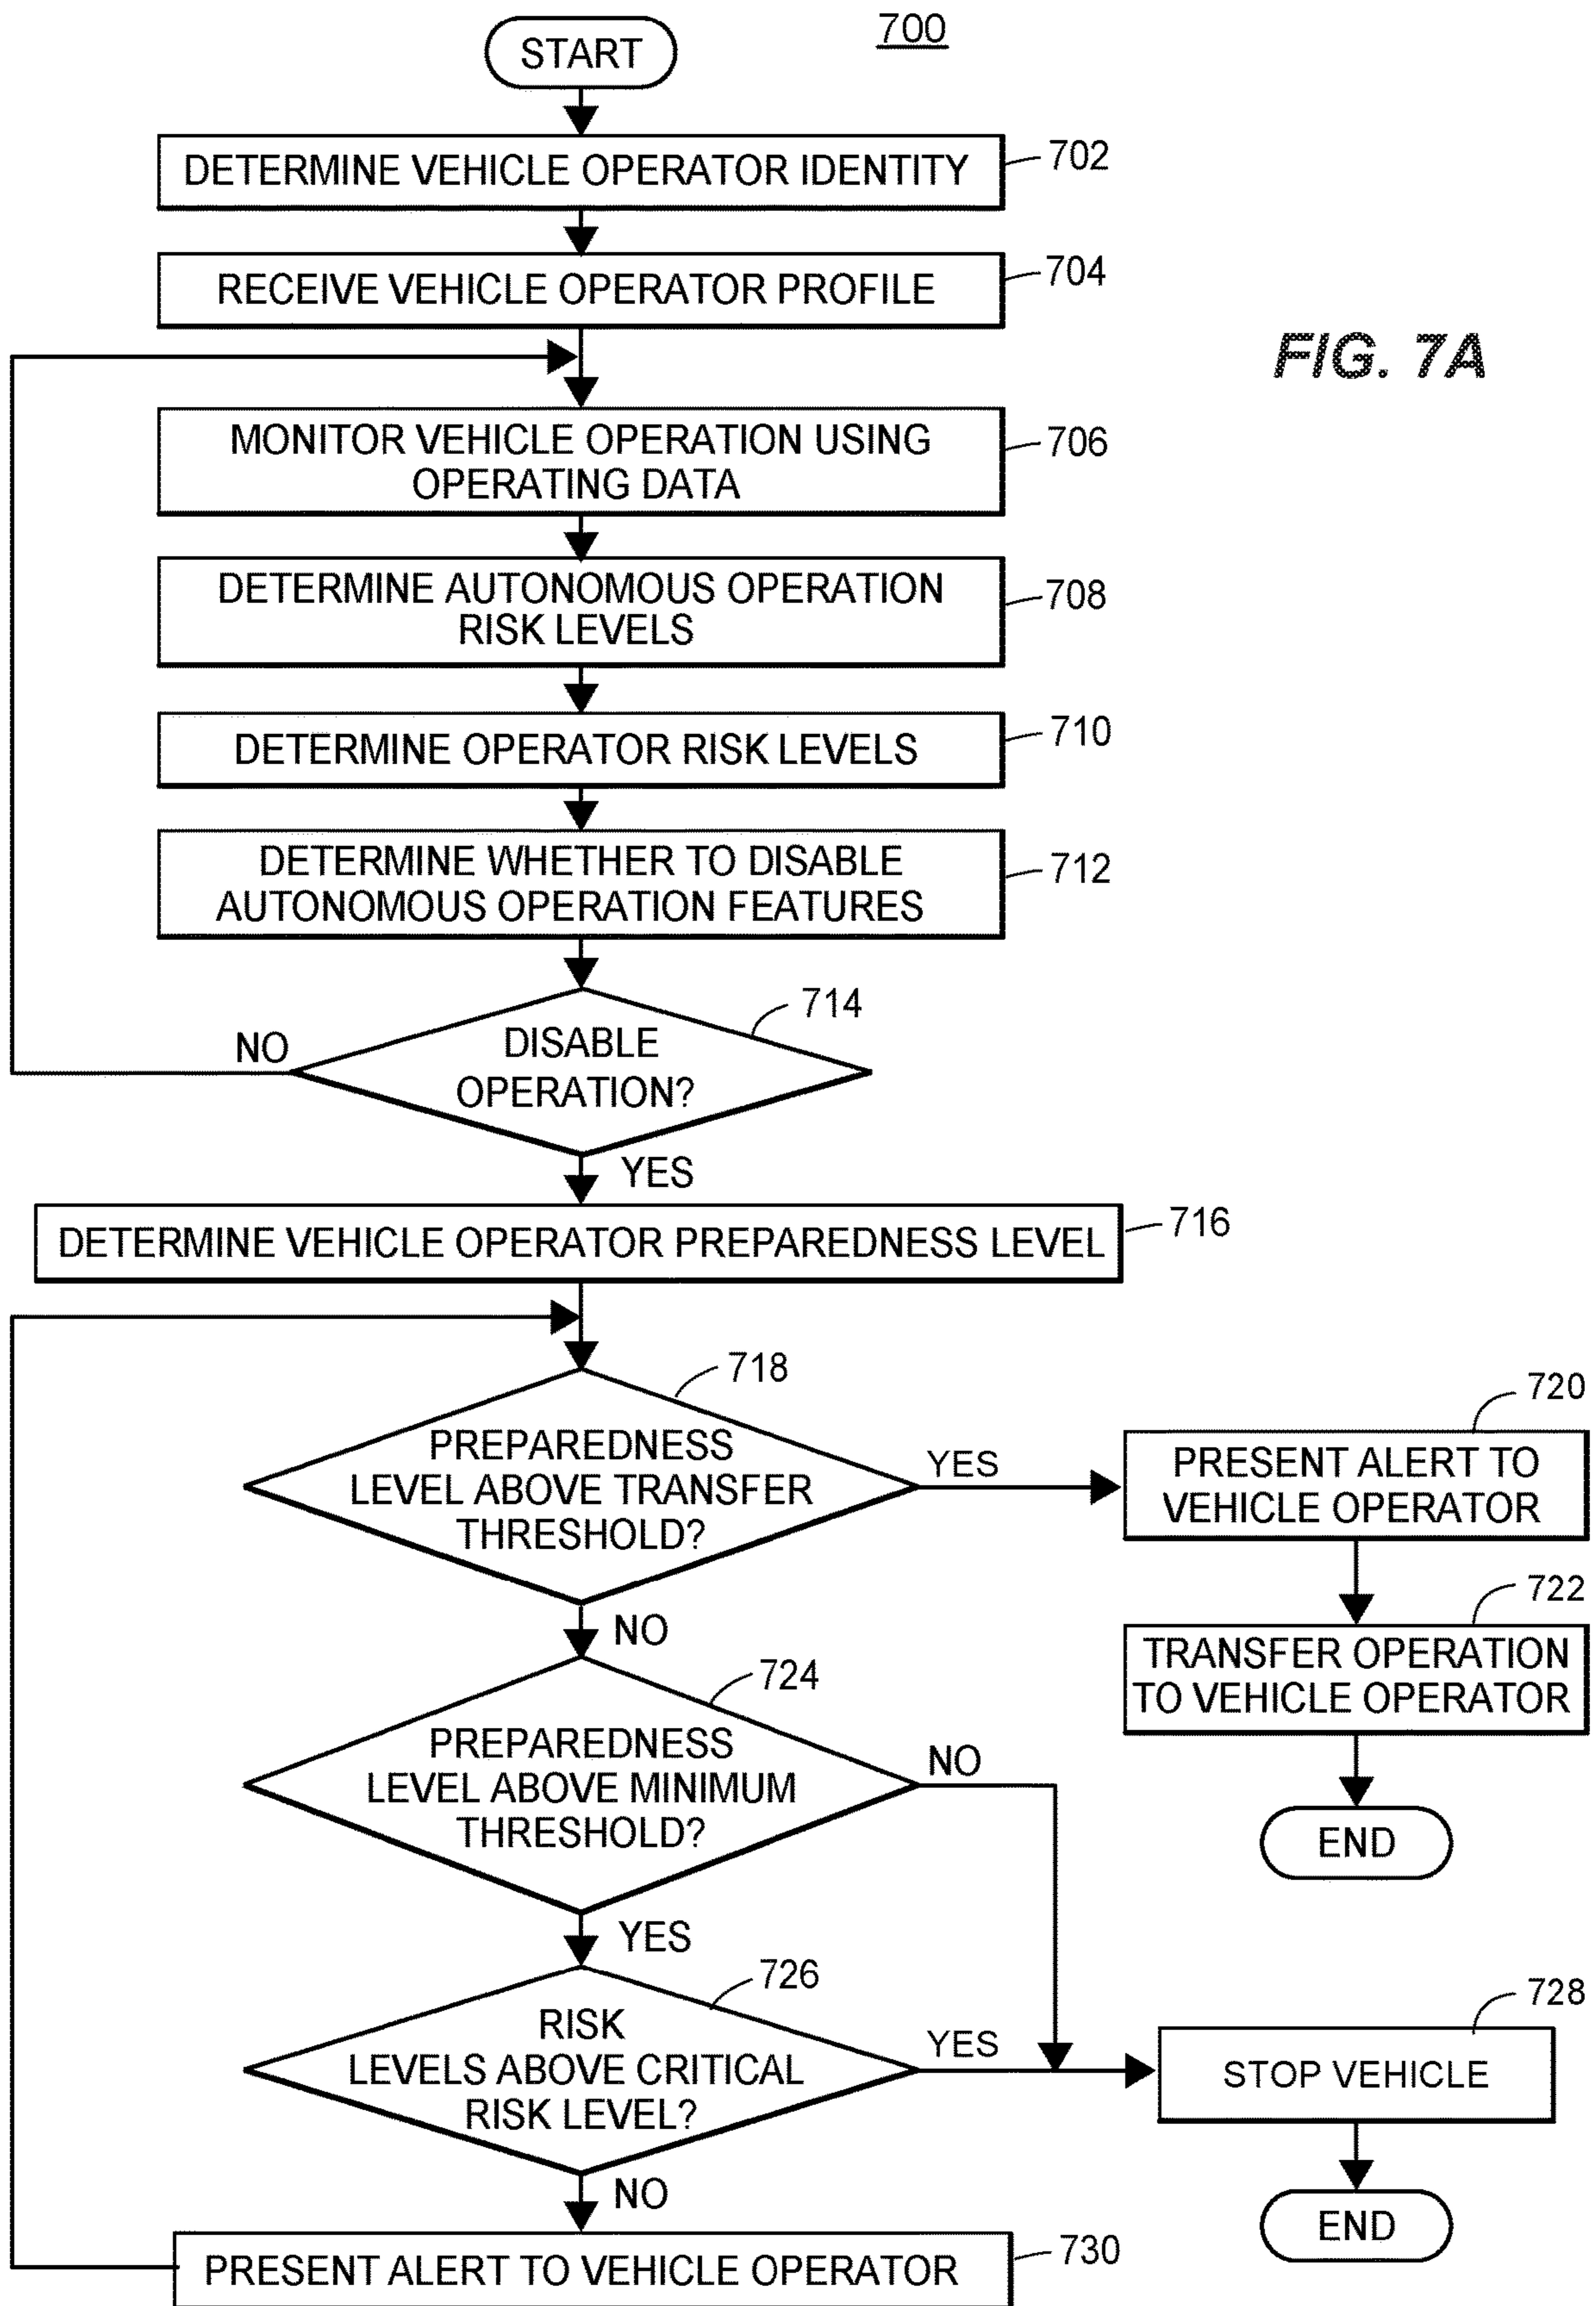 700
START
DETERMINE VEHICLE OPERATOR IDENTITY
702
RECEIVE VEHICLE OPERATOR PROFILE
704
FIG. 7A
MONITOR VEHICLE OPERATION USING
OPERATING DATA
706
DETERMINE AUTONOMOUS OPERATION
RISK LEVELS
708
DETERMINE OPERATOR RISK LEVELS
710
DETERMINE WHETHER TO DISABLE
AUTONOMOUS OPERATION FEATURES
712
714
DISABLE
OPERATION?
NO
YES
DETERMINE VEHICLE OPERATOR PREPAREDNESS LEVEL
716
718
PREPAREDNESS
LEVEL ABOVE TRANSFER
THRESHOLD?
YES
720
PRESENT ALERT TO
VEHICLE OPERATOR
722
TRANSFER OPERATION
TO VEHICLE OPERATOR
END
NO
724
PREPAREDNESS
LEVEL ABOVE MINIMUM
THRESHOLD?
NO
YES
726
RISK
LEVELS ABOVE CRITICAL
RISK LEVEL?
YES
728
STOP VEHICLE
END
NO
PRESENT ALERT TO VEHICLE OPERATOR
730